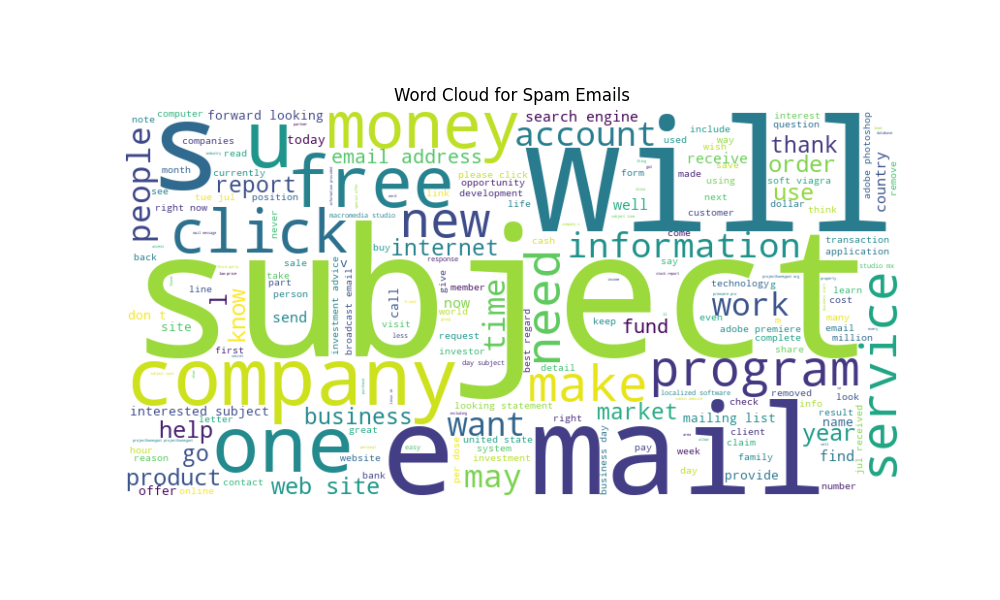 Word Cloud for Spam Emails
computer
forward looking
note
s
u
money
search engine
will
interest
people
companies
today
account
used
include
question
thank
adobe photoshop
country
remove
month
read
email address
free
please click
receive
way
wish
save
order
see
currently
report
link
opportunity
form
made
using
soft viagra
use
tue jul
position
development
well
next
dollar
right now
click
never
macromedia studio
new
life
customer
think
back
buy
internet
cash
come
information
transaction
application
sale
v
response
say
studio mx
subject
take
part
investment advice
broadcast email
give
member
time
need
technology
g
learn
line
l
know
person
call
now
work
cost
don t
send
visit
world
keep
fund
even
m
many
service
site
less
request
best regard
adobe premiere
email
first
investor
complete
million
company
day subject
detail
share
make
program
localized software
removed
look
interested subject
looking statement
check
info
letter
business
want
right
market
mailing list
result
name
help
one
great
e
mail
client
year
hour
reason
go
easy
united state
system
business day
pay
claim
jul received
website
per dose
investment
week
family
find
product
contact
web site
bank
may
day
provide
offer
online
number